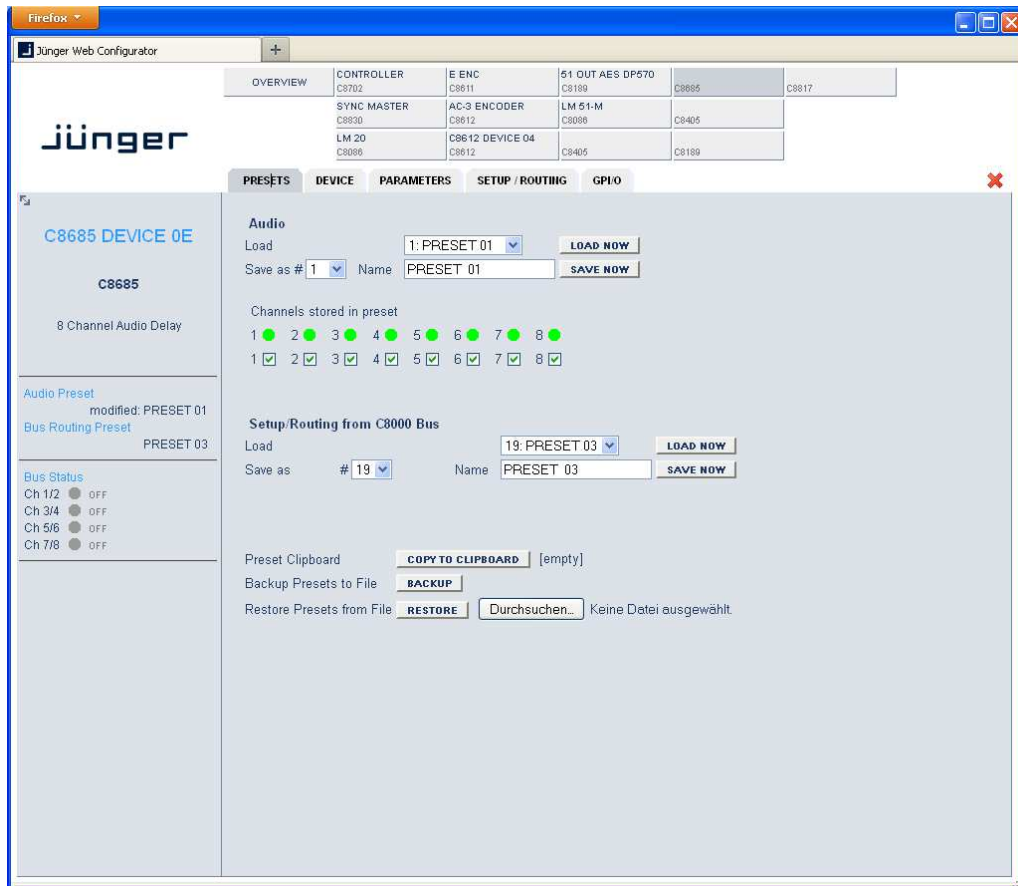 Firefox
Jünger Web Configurator
+
jünger
OVERVIEW
CONTROLLER
C8702
E ENC
C8611
51 OUT AES DP570
C8189
C8685
C8817
SYNC MASTER
C8830
AC-3 ENCODER
C8612
LM 51-M
C8086
C8405
LM 20
C8086
C8612 DEVICE 04
C8612
C8405
C8189
PRESETS DEVICE PARAMETERS SETUP / ROUTING GPI/O
C8685 DEVICE 0E
C8685
8 Channel Audio Delay
Audio Preset
modified: PRESET 01
Bus Routing Preset
PRESET 03
Bus Status
Ch 1/2 OFF
Ch 3/4 OFF
Ch 5/6 OFF
Ch 7/8 OFF
Audio
Load 1: PRESET 01 LOAD NOW
Save as # 1 Name PRESET 01 SAVE NOW
Channels stored in preset
1 2 3 4 5 6 7 8
1 2 3 4 5 6 7 8
Setup/Routing from C8000 Bus
Load 19: PRESET 03 LOAD NOW
Save as # 19 Name PRESET 03 SAVE NOW
Preset Clipboard COPY TO CLIPBOARD [empty]
Backup Presets to File BACKUP
Restore Presets from File RESTORE Durchsuchen... Keine Datei ausgewählt.